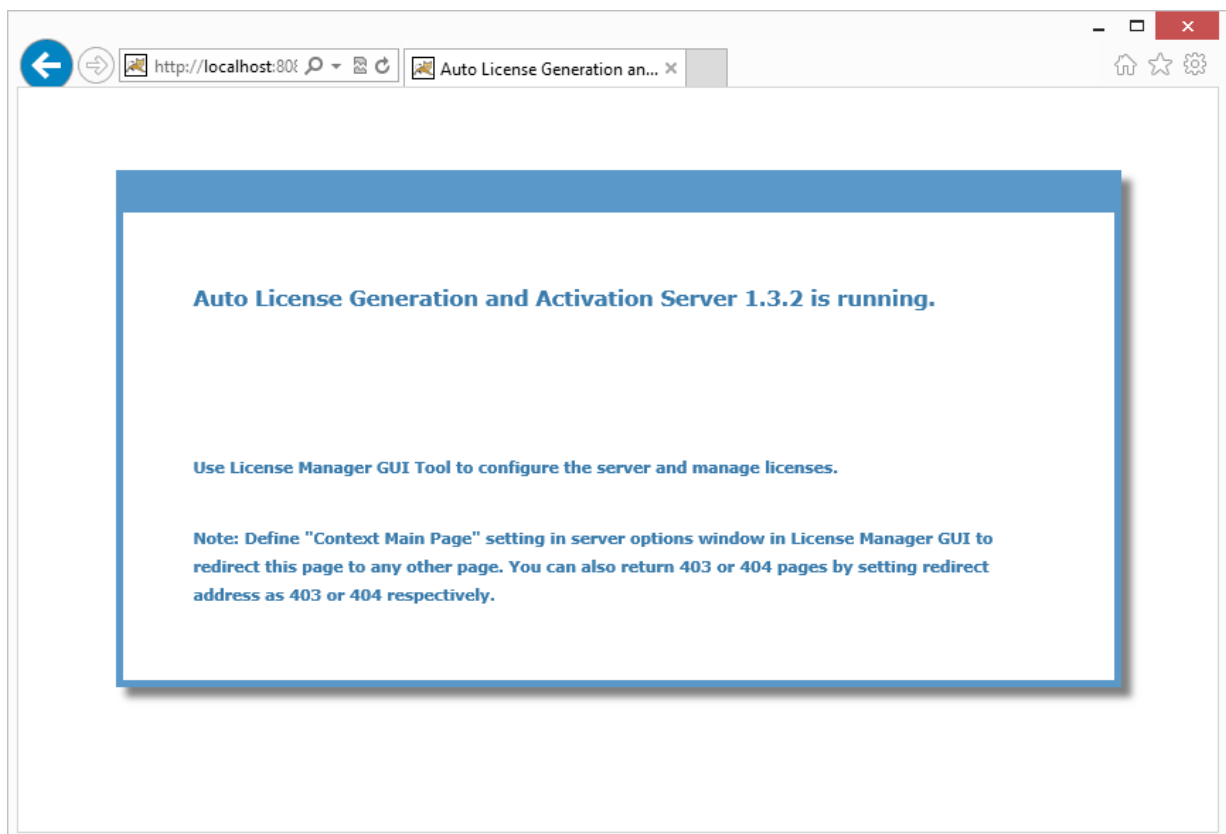 http://localhost:808
Auto License Generation an...
Auto License Generation and Activation Server 1.3.2 is running.
Use License Manager GUI Tool to configure the server and manage licenses.
Note: Define "Context Main Page" setting in server options window in License Manager GUI to
redirect this page to any other page. You can also return 403 or 404 pages by setting redirect
address as 403 or 404 respectively.